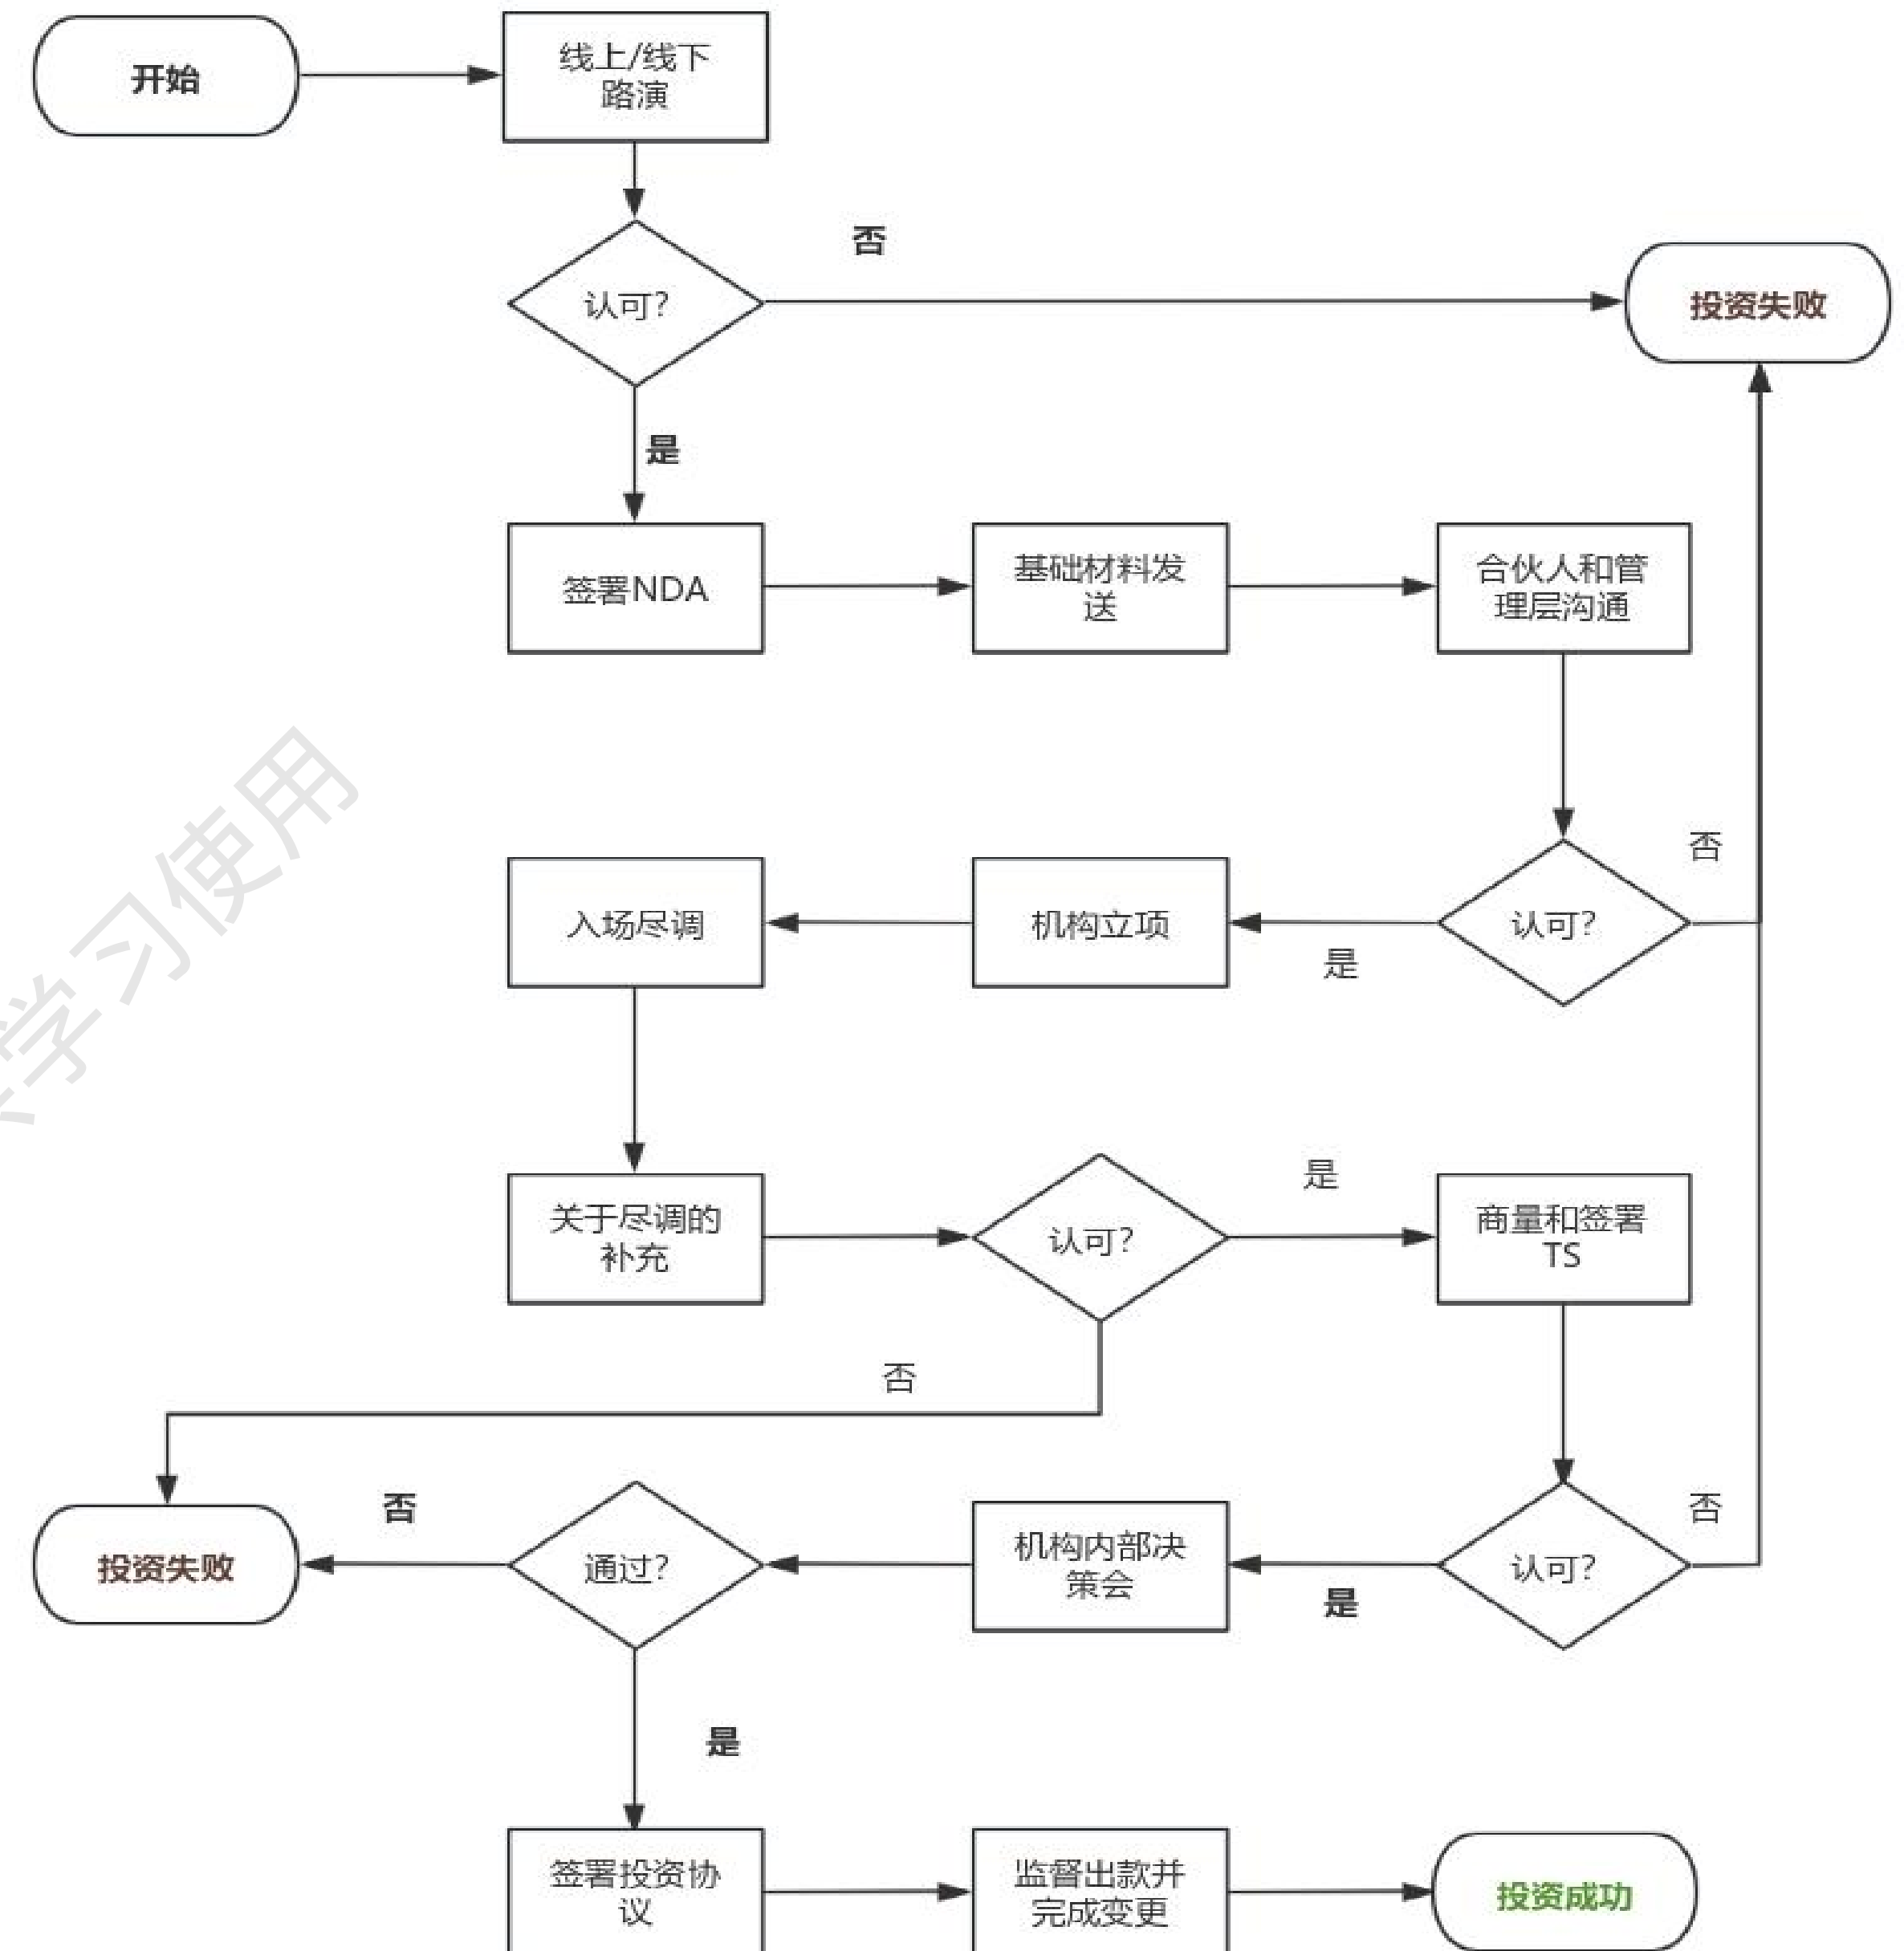 开始
线上/线下
路演
认可?
否
投资失败
是
签署NDA
基础材料发
送
合伙人和管
理层沟通
入场尽调
机构立项
是
认可?
否
关于尽调的
补充
认可?
是
商量和签署
TS
否
投资失败
否
通过?
机构内部决
策会
是
认可?
否
是
签署投资协
议
监督出款并
完成变更
投资成功
学习使用